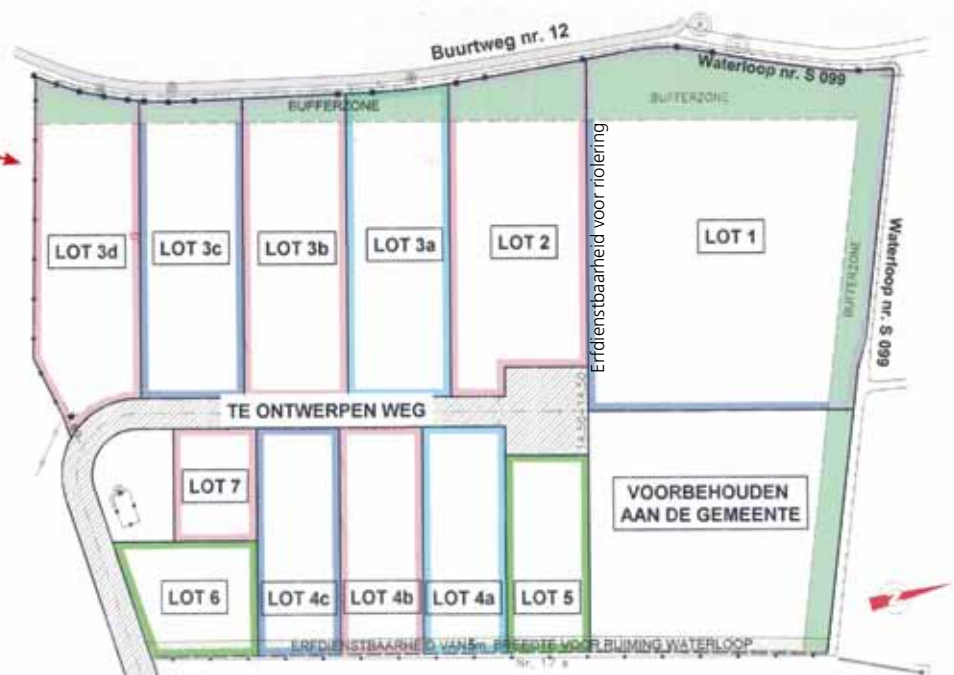 Buurtweg nr. 12
Waterloop nr. S 099
BUFFERZONE
BUFFERZONE
Erfdienstbaarheid voor riolering
LOT 3d
LOT 3c
LOT 3b
LOT 3a
LOT 2
LOT 1
BUFFERZONE
Waterloop nr. S 099
TE ONTWERPEN WEG
LOT 7
VOORBEHOUDEN
AAN DE GEMEENTE
LOT 6
LOT 4c
LOT 4b
LOT 4a
LOT 5
ERFDIENSTBAARHEID VAN 5m BREEDTE VOOR RUIMING WATERLOOP